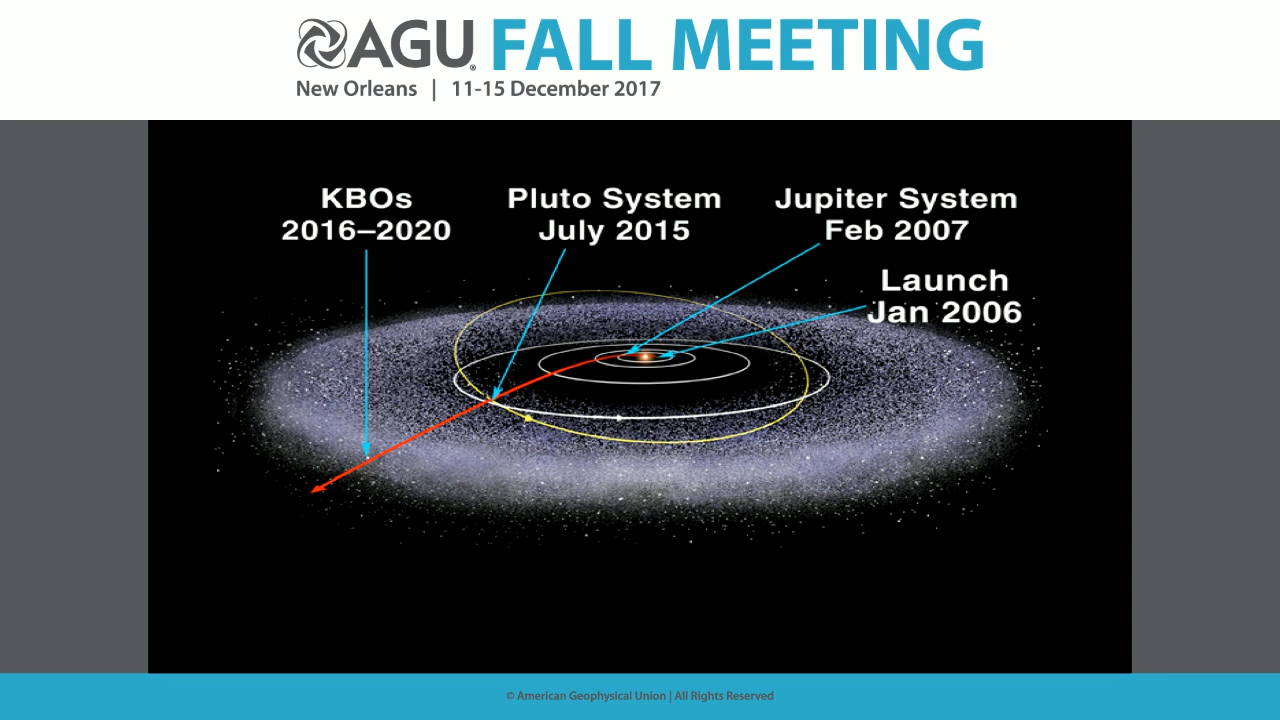 AGU FALL MEETING
New Orleans | 11-15 December 2017
KBOs
2016–2020
Pluto System
July 2015
Jupiter System
Feb 2007
Launch
Jan 2006
© American Geophysical Union | All Rights Reserved